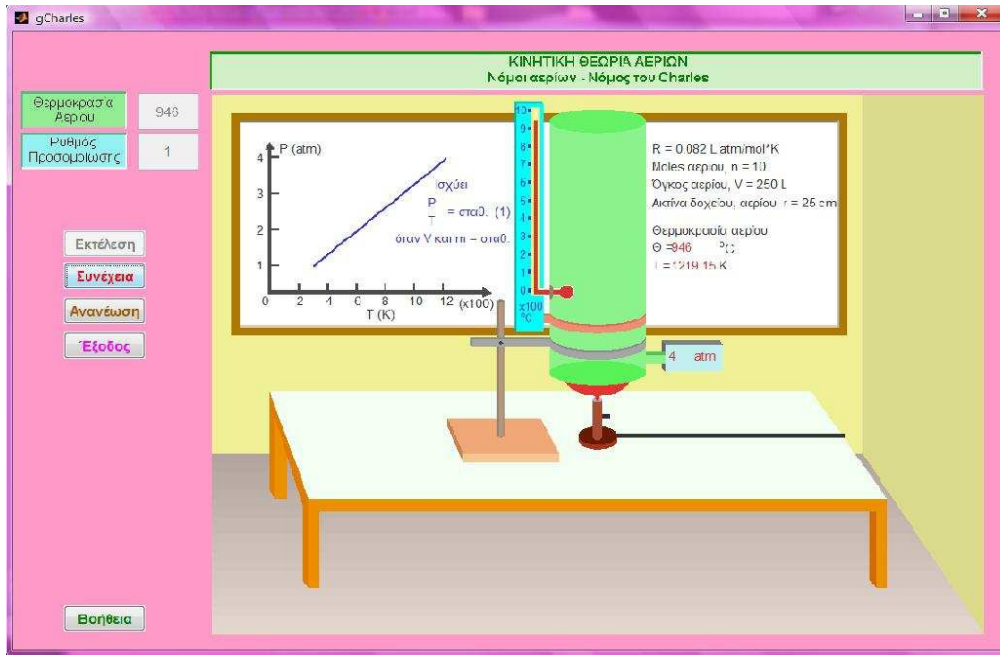 gCharles
ΚΙΝΗΤΙΚΗ ΘΕΩΡΙΑ ΑΕΡΙΩΝ
Νόμοι αερίων - Νόμος του Charles
Θερμοκρασία
Αερίου
946
Ρυθμός
Προσομοίωσης
1
Εκτέλεση
Συνέχεια
Ανανέωση
Έξοδος
Βοήθεια
P (atm)
4
3
2
1
0 2 4 6 8 10 12 (x100)
T (K)
Ισχύει
P
= σταθ. (1)
T
όταν V και m = σταθ.
10
9
8
7
6
5
4
3
2
1
0
x100
°C
R = 0.082 L atm/mol*K
Moles αερίου, n = 10
Όγκος αερίου, V = 250 L
Ακτίνα δοχείου, αερίου r = 25 cm
Θερμοκρασία αερίου
Θ =946 °C
T =1219.15 K
4 atm